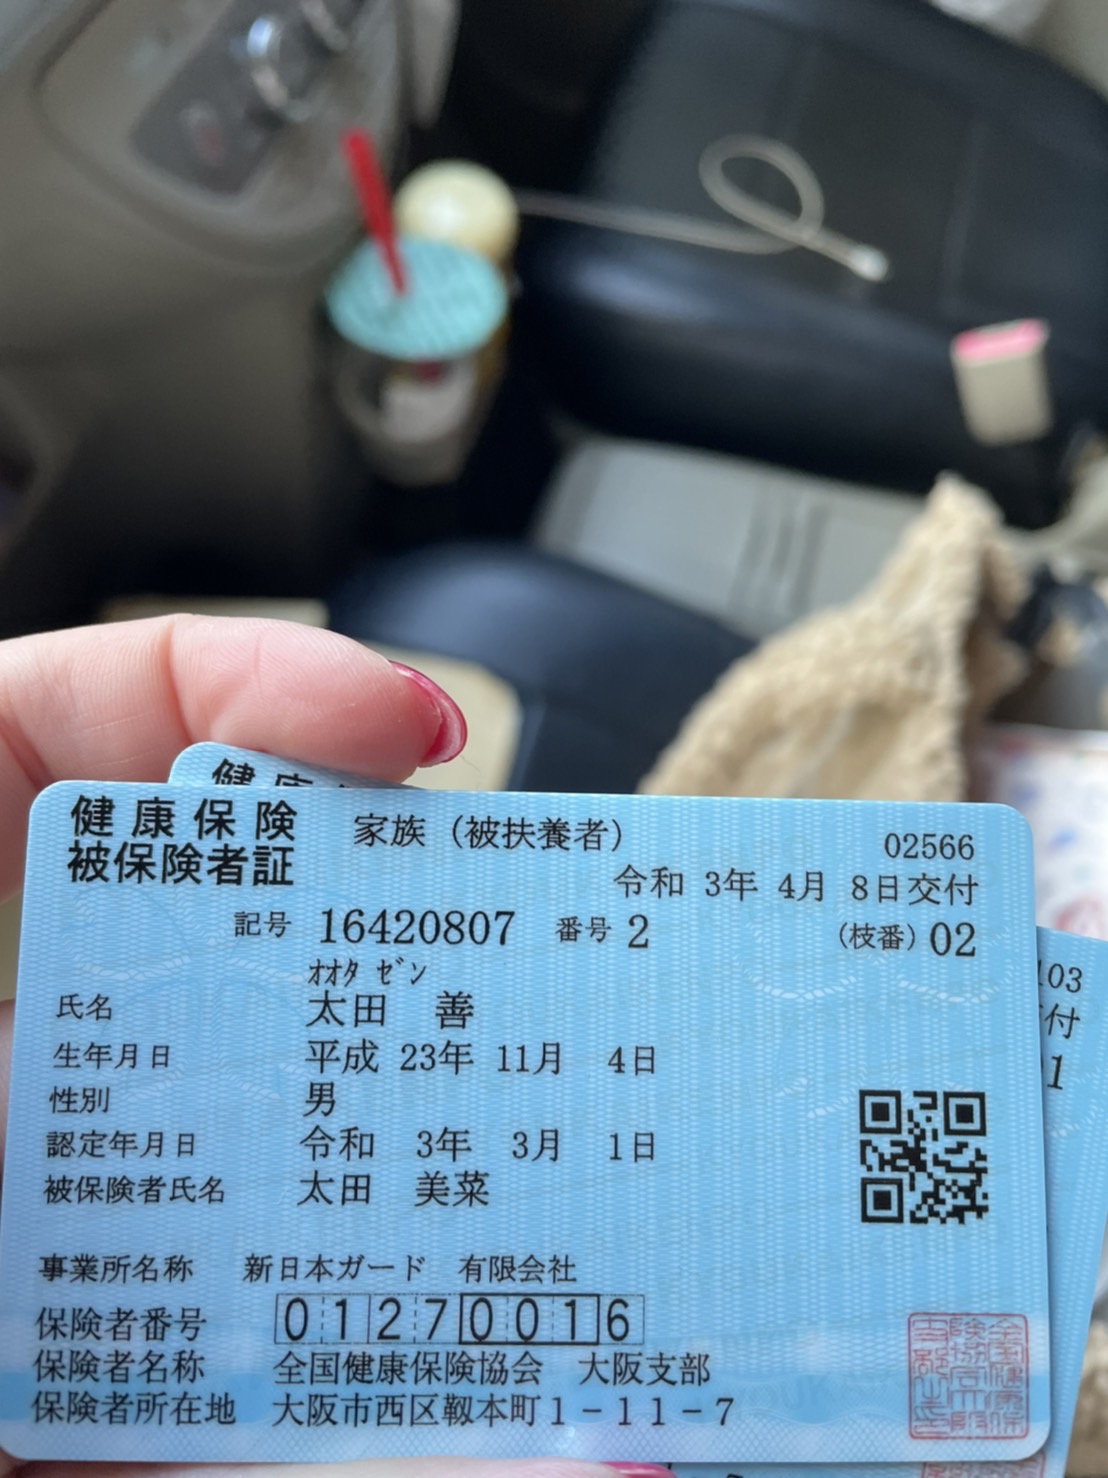 健康
健康保険
被保険者証
家族（被扶養者）
02566
令和 3年 4月 8日交付
記号 16420807 番号 2 （枝番）02
ｵｵﾀ ｾﾞﾝ
氏名 太田 善
生年月日 平成 23年 11月 4日
性別 男
認定年月日 令和 3年 3月 1日
被保険者氏名 太田 美菜
事業所名称 新日本ガード 有限会社
保険者番号 01270016
保険者名称 全国健康保険協会 大阪支部
保険者所在地 大阪市西区靱本町1-11-7
103
付
1